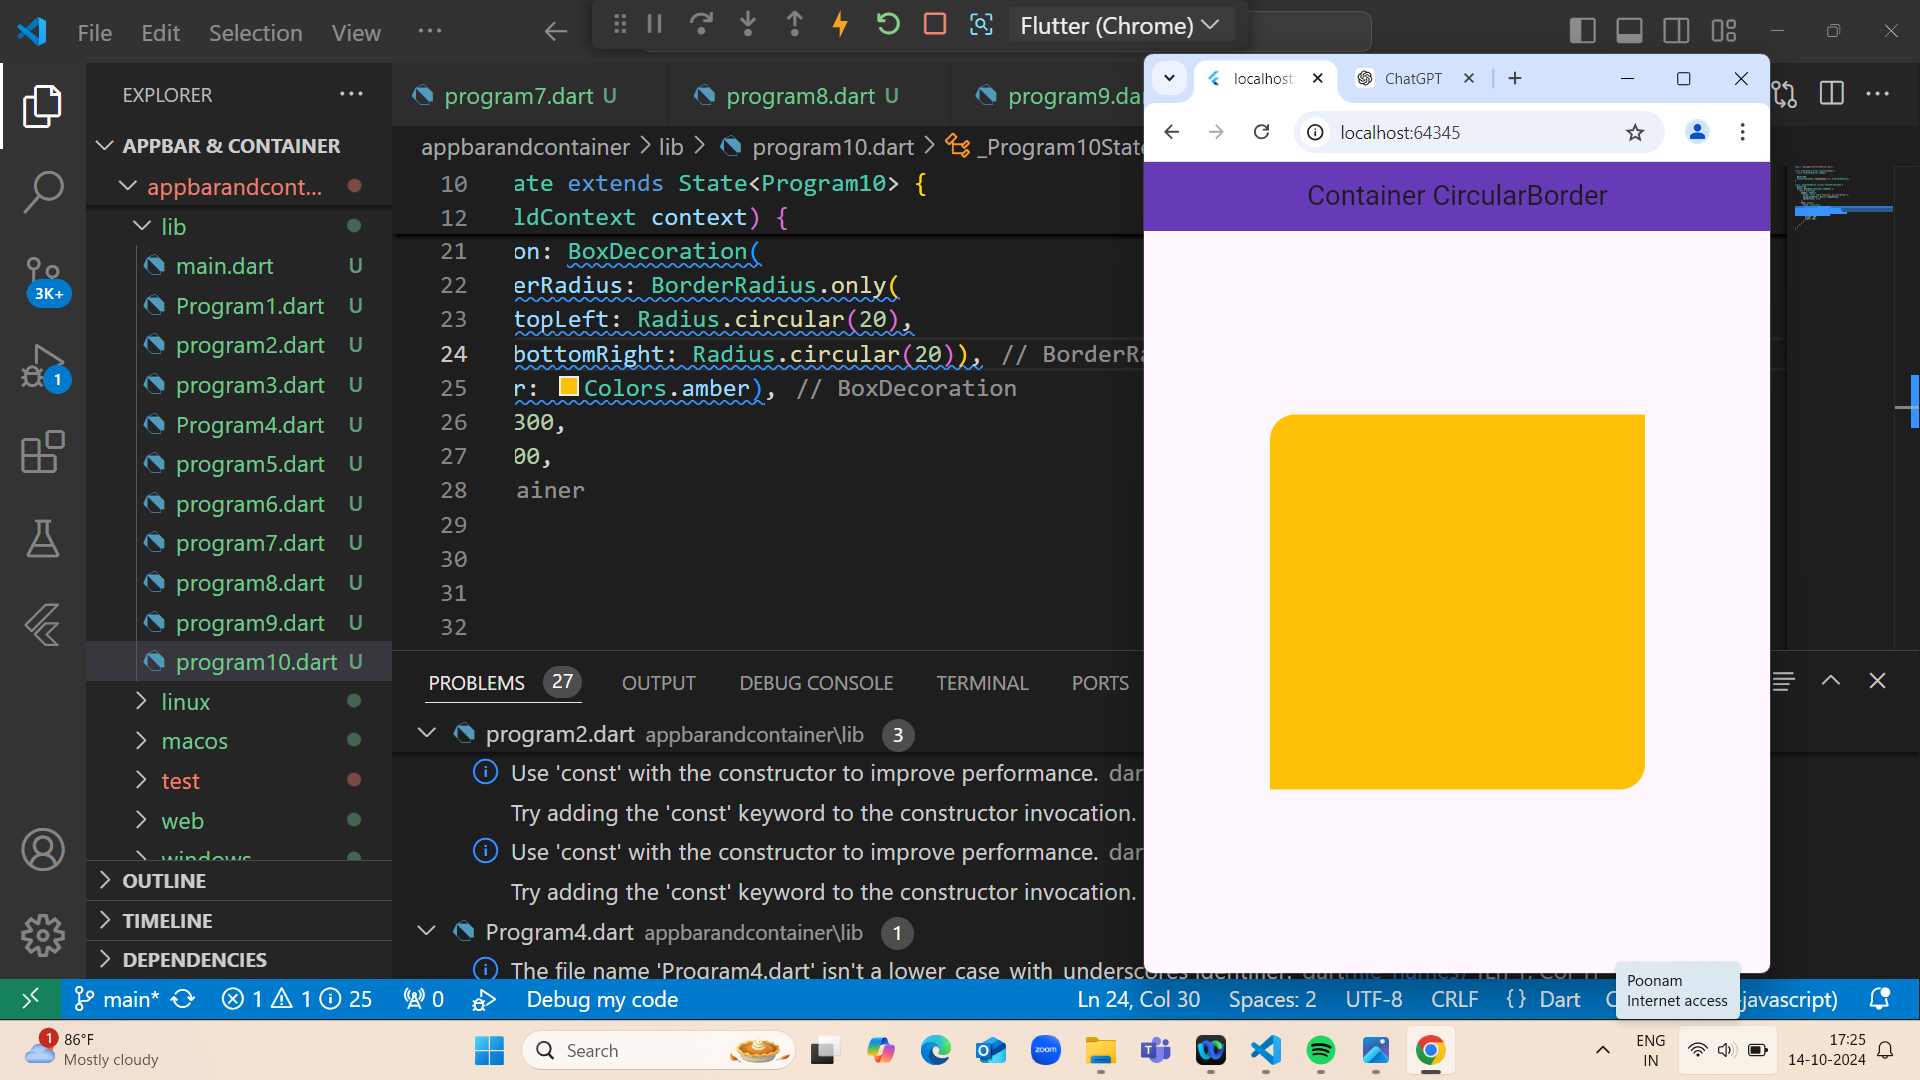 File Edit Selection View ...
Flutter (Chrome)
EXPLORER ...
APPBAR & CONTAINER
appbarandcont...
lib
main.dart U
Program1.dart U
program2.dart U
program3.dart U
Program4.dart U
program5.dart U
program6.dart U
program7.dart U
program8.dart U
program9.dart U
program10.dart U
linux
macos
test
web
windows
OUTLINE
TIMELINE
DEPENDENCIES
3K+
1
program7.dart U program8.dart U program9.da
appbarandcontainer > lib > program10.dart > _Program10State
10 ate extends State<Program10> {
12 ldContext context) {
21 on: BoxDecoration(
22 erRadius: BorderRadius.only(
23 topLeft: Radius.circular(20),
24 bottomRight: Radius.circular(20)), // BorderRa
25 r: Colors.amber), // BoxDecoration
26 300,
27 00,
28 ainer
29
30
31
32
PROBLEMS 27 OUTPUT DEBUG CONSOLE TERMINAL PORTS
program2.dart appbarandcontainer\lib 3
Use 'const' with the constructor to improve performance. dar
Try adding the 'const' keyword to the constructor invocation.
Use 'const' with the constructor to improve performance. dar
Try adding the 'const' keyword to the constructor invocation.
Program4.dart appbarandcontainer\lib 1
The file name 'Program4.dart' isn't a lower_case_with_underscores identifier.
localhost: ChatGPT
localhost:64345
Container CircularBorder
main* 1 1 25 0 Debug my code Ln 24, Col 30 Spaces: 2 UTF-8 CRLF {} Dart javascript)
Poonam
Internet access
1
86°F
Mostly cloudy
Search
zoom
ENG
IN
17:25
14-10-2024